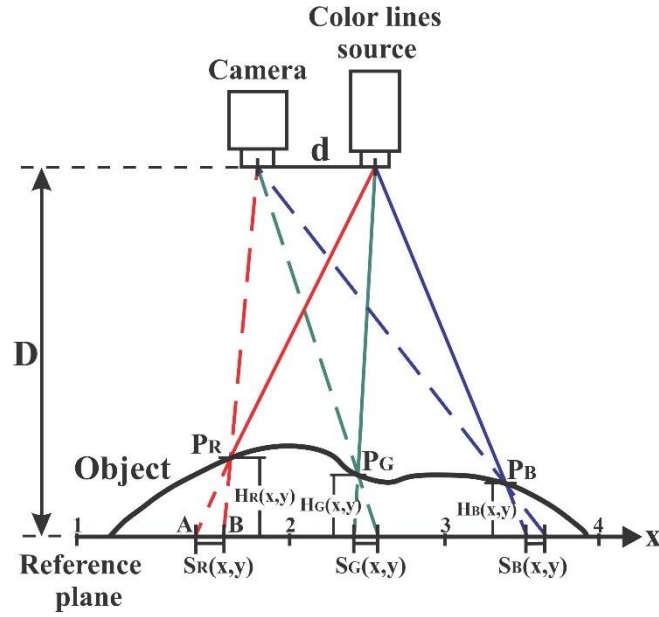 Color lines
source
Camera
d
D
PR
PG
PB
Object
HR(x,y)
HG(x,y)
HB(x,y)
1
A
B
2
3
4
x
Reference
plane
SR(x,y)
SG(x,y)
SB(x,y)